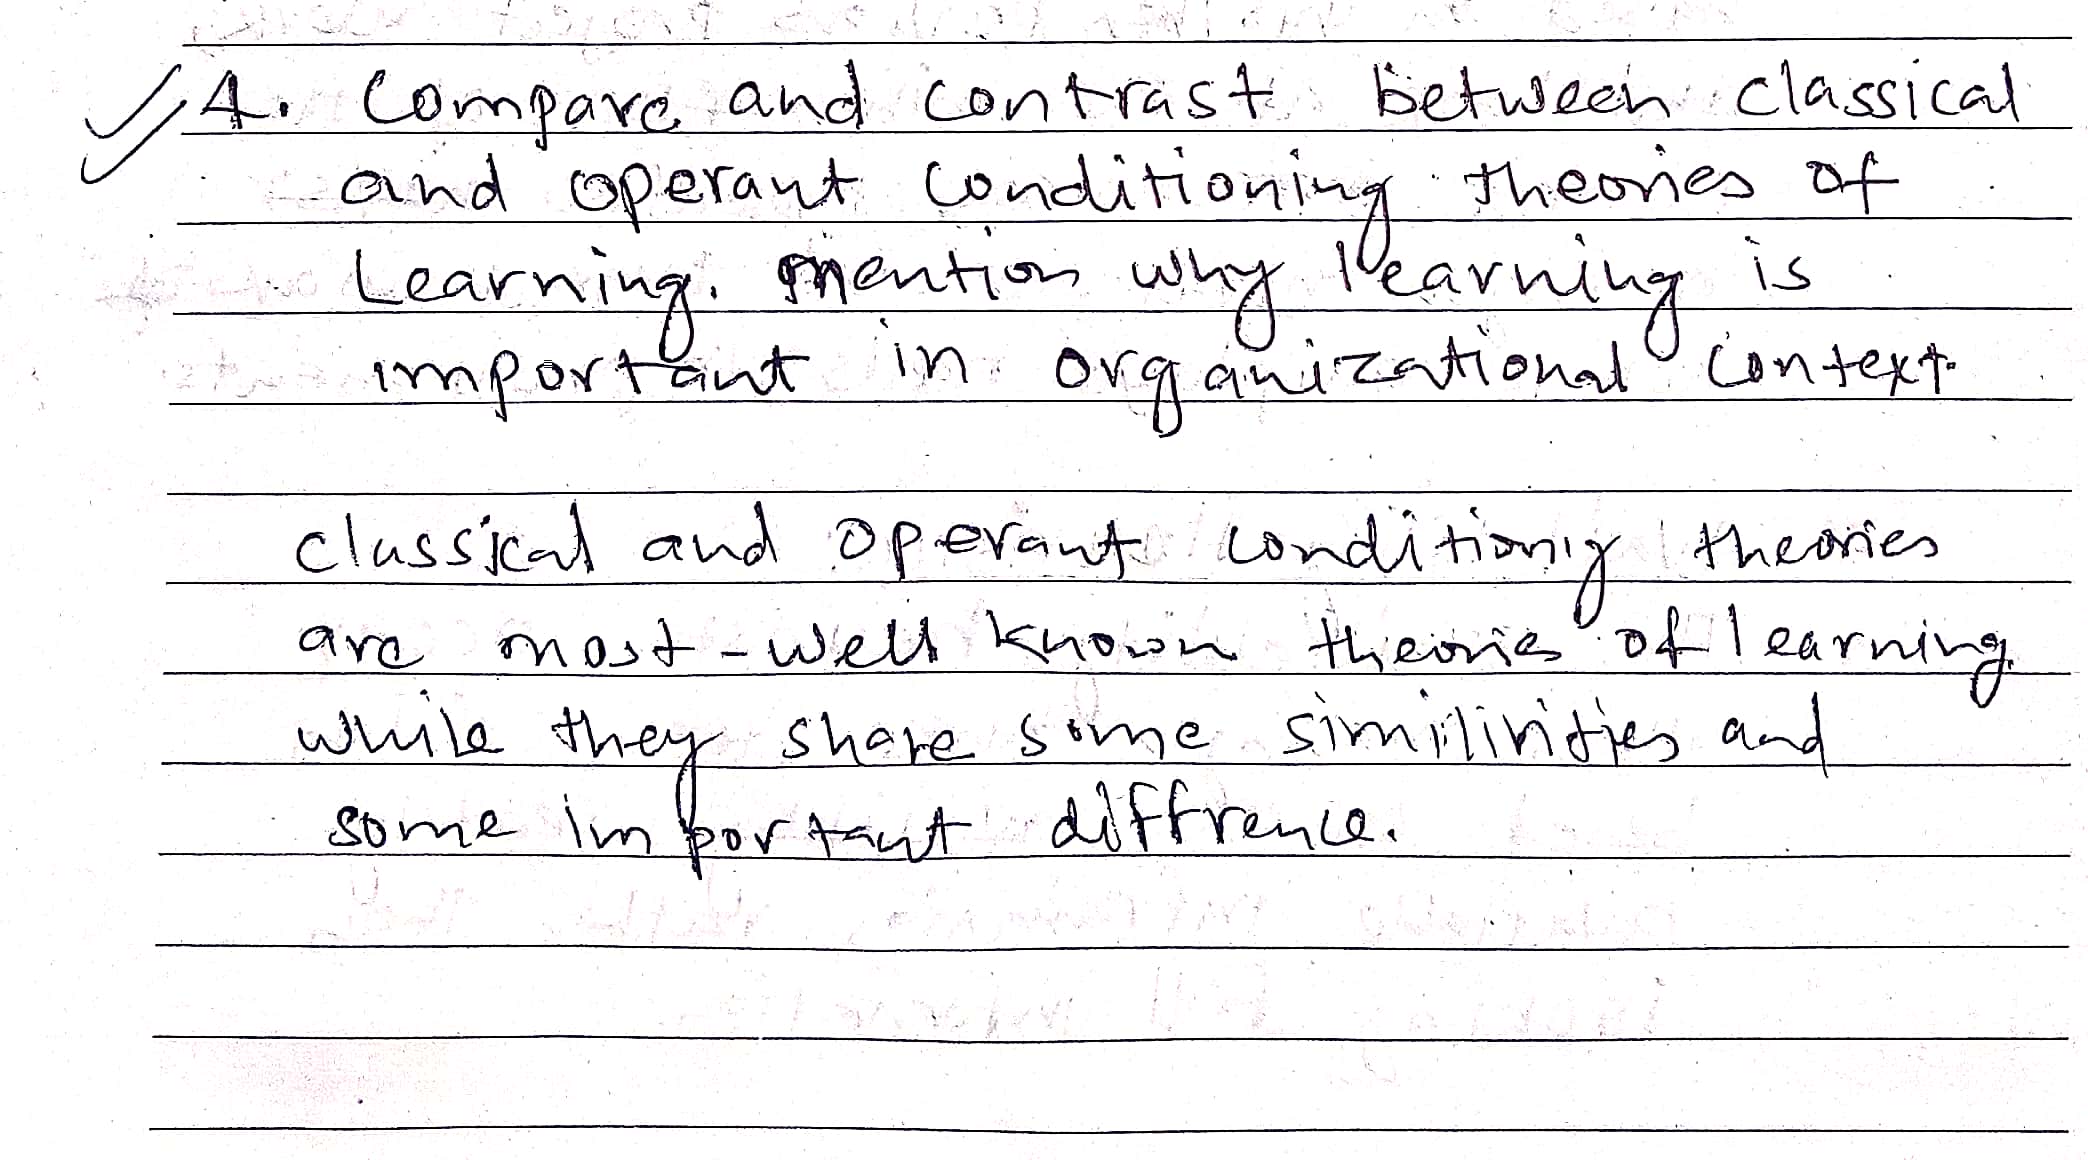 4. Compare and contrast between classical
and operant conditioning theories of
Learning. mention why learning is
important in organizational context.
classical and operant conditionig theories
are most-well known theories of learning.
while they share some similirities and
some important diffrence.